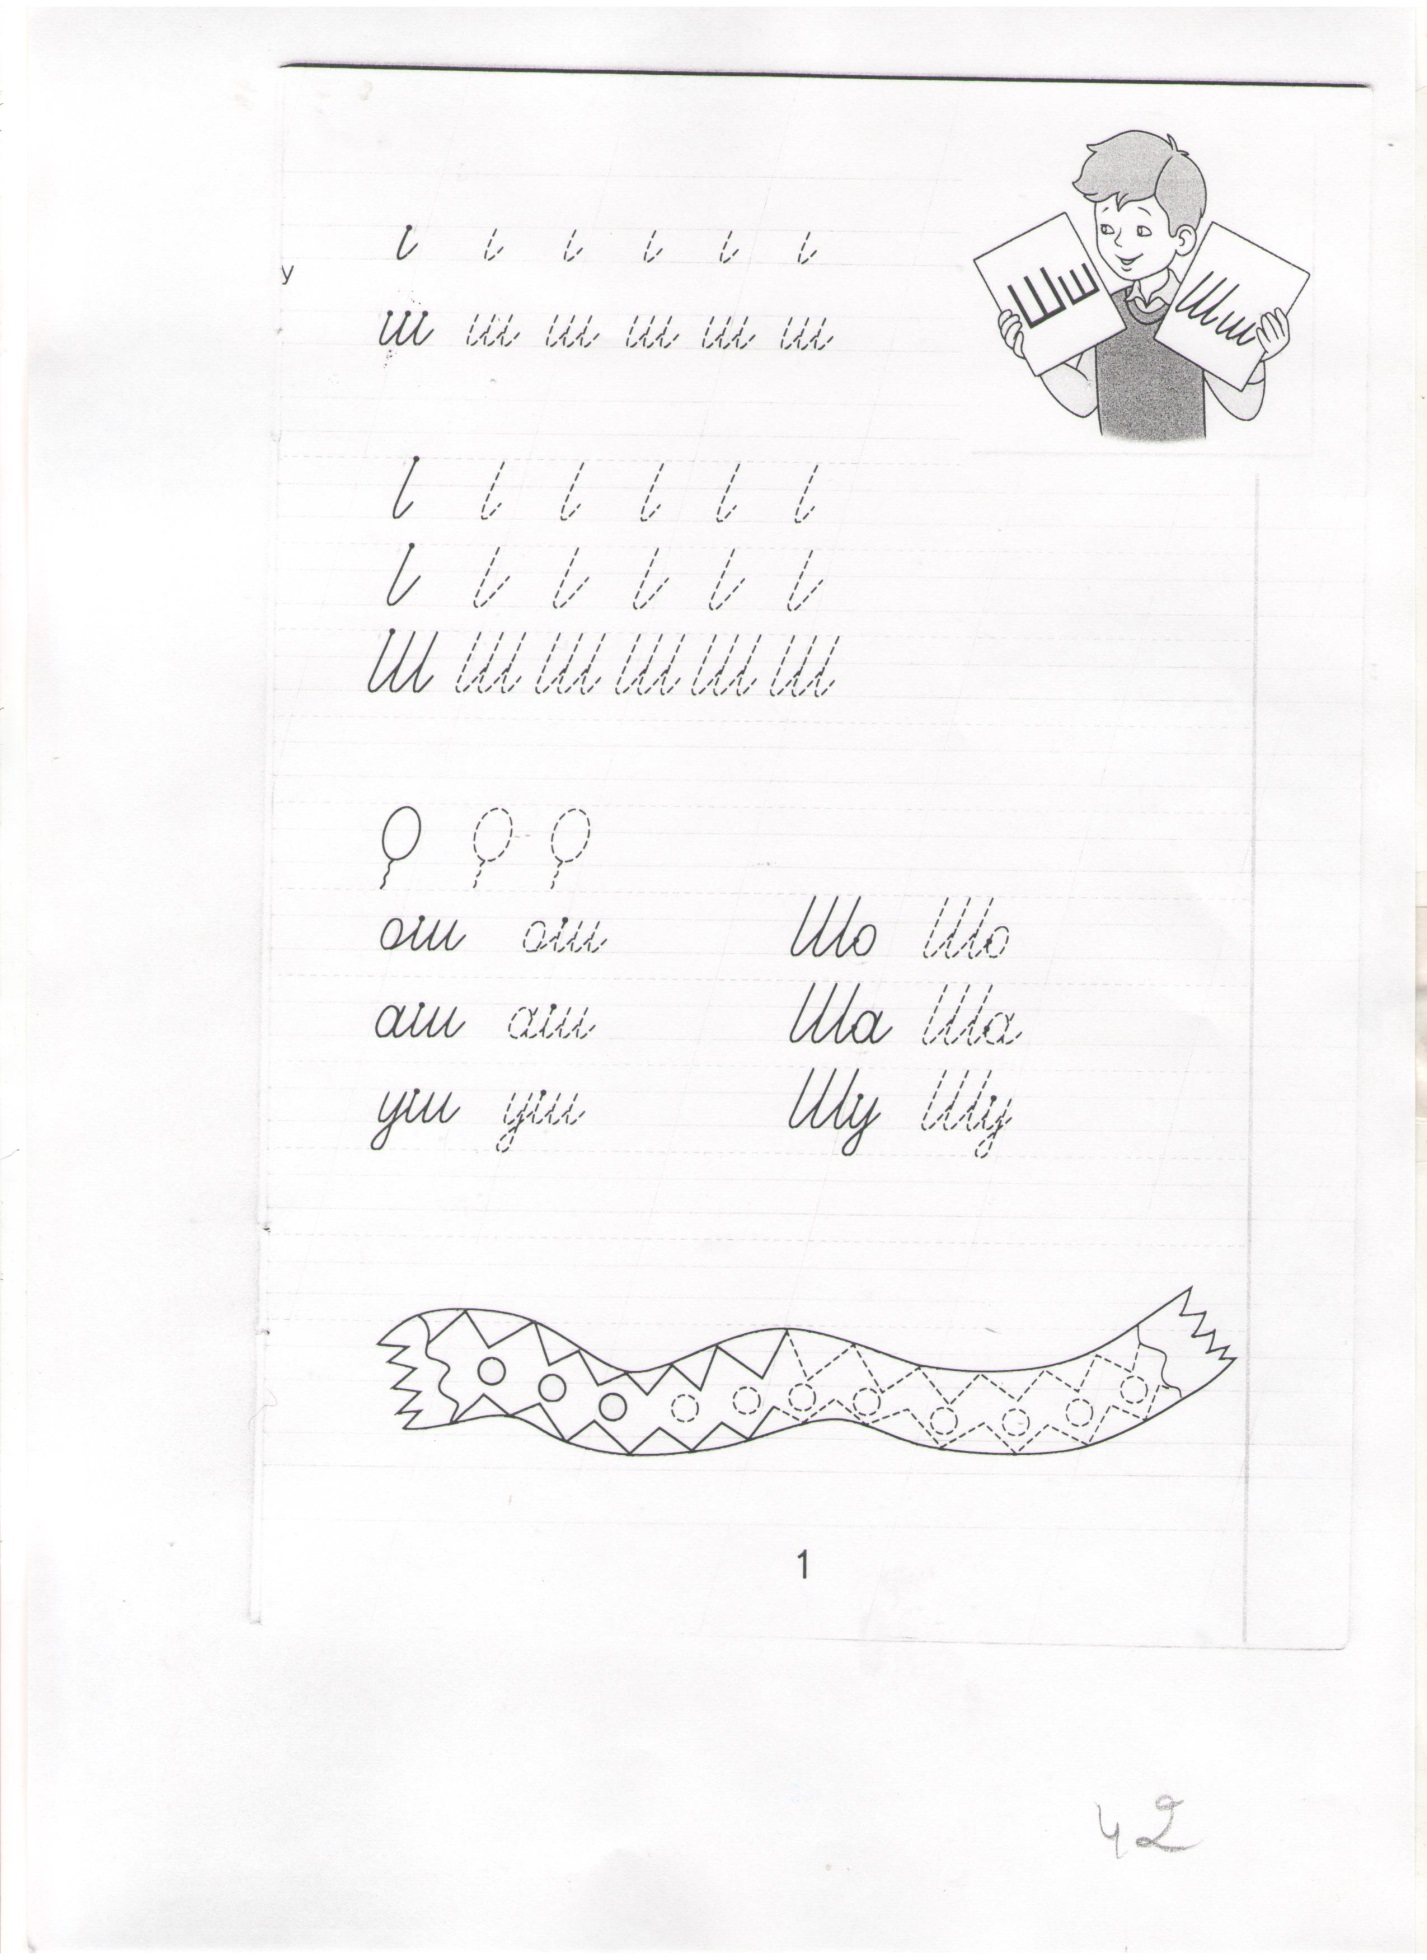 Шш Шш
у
ι ι ι ι ι ι
ш ш ш ш ш ш
ι ι ι ι ι ι
ι ι ι ι ι ι
Ш Ш Ш Ш Ш Ш
ош ош Шо Шо
аш аш Ша Ша
уш уш Шу Шу
1
42